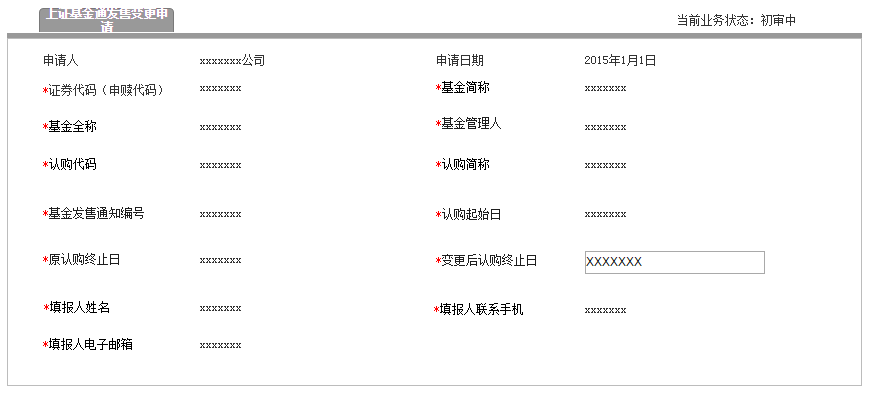 上证基金通发售变更申
请
当前业务状态：初审中
申请人 xxxxxxx公司 申请日期 2015年1月1日
*证券代码（申赎代码） xxxxxxx *基金简称 xxxxxxx
*基金全称 xxxxxxx *基金管理人 xxxxxxx
*认购代码 xxxxxxx *认购简称 xxxxxxx
*基金发售通知编号 xxxxxxx *认购起始日 xxxxxxx
*原认购终止日 xxxxxxx *变更后认购终止日 XXXXXXX
*填报人姓名 xxxxxxx *填报人联系手机 xxxxxxx
*填报人电子邮箱 xxxxxxx